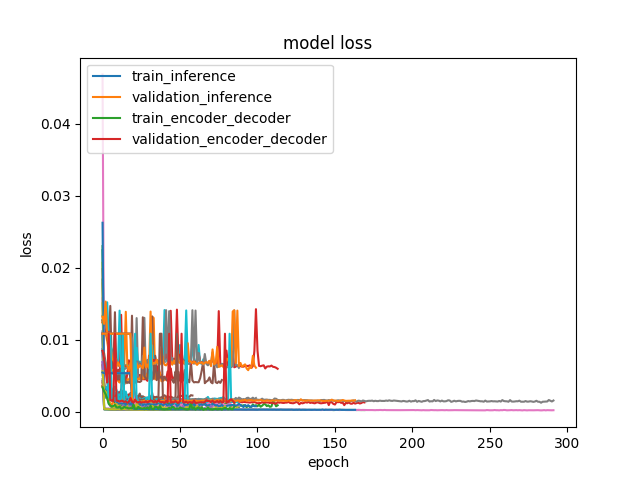 model loss
train_inference
validation_inference
train_encoder_decoder
validation_encoder_decoder
loss
0.04
0.03
0.02
0.01
0.00
0 50 100 150 200 250 300
epoch